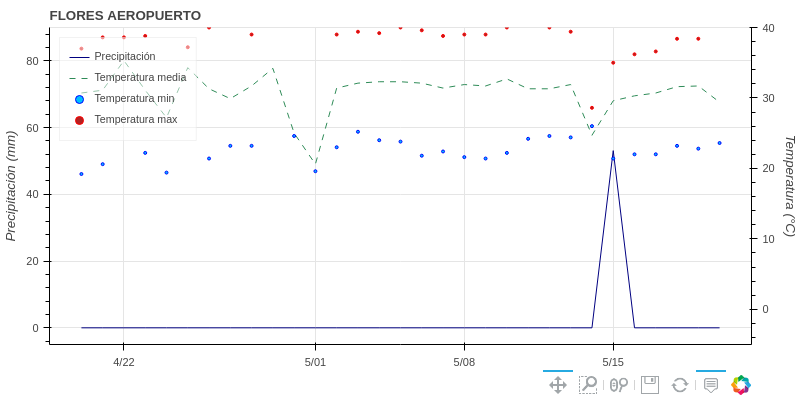 FLORES AEROPUERTO
Precipitación
Temperatura media
Temperatura min
Temperatura max
Precipitación (mm)
80
60
40
20
0
Temperatura (°C)
40
30
20
10
0
4/22
5/01
5/08
5/15